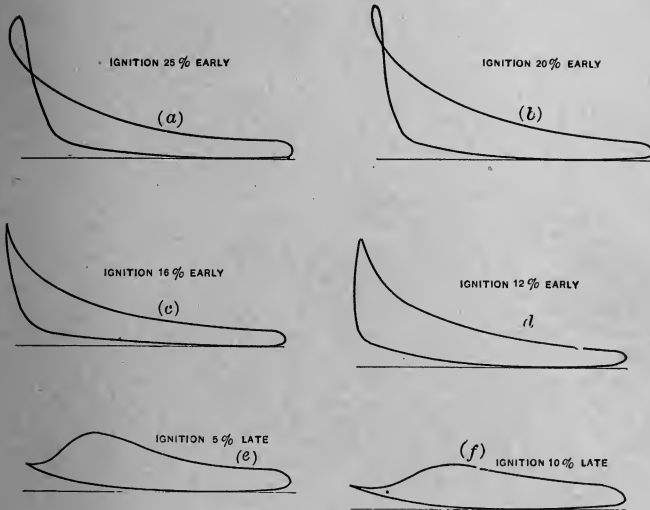 IGNITION 25% EARLY
(a)
IGNITION 20% EARLY
(b)
IGNITION 16% EARLY
(c)
IGNITION 12% EARLY
d
IGNITION 5% LATE
(e)
(f)
IGNITION 10% LATE